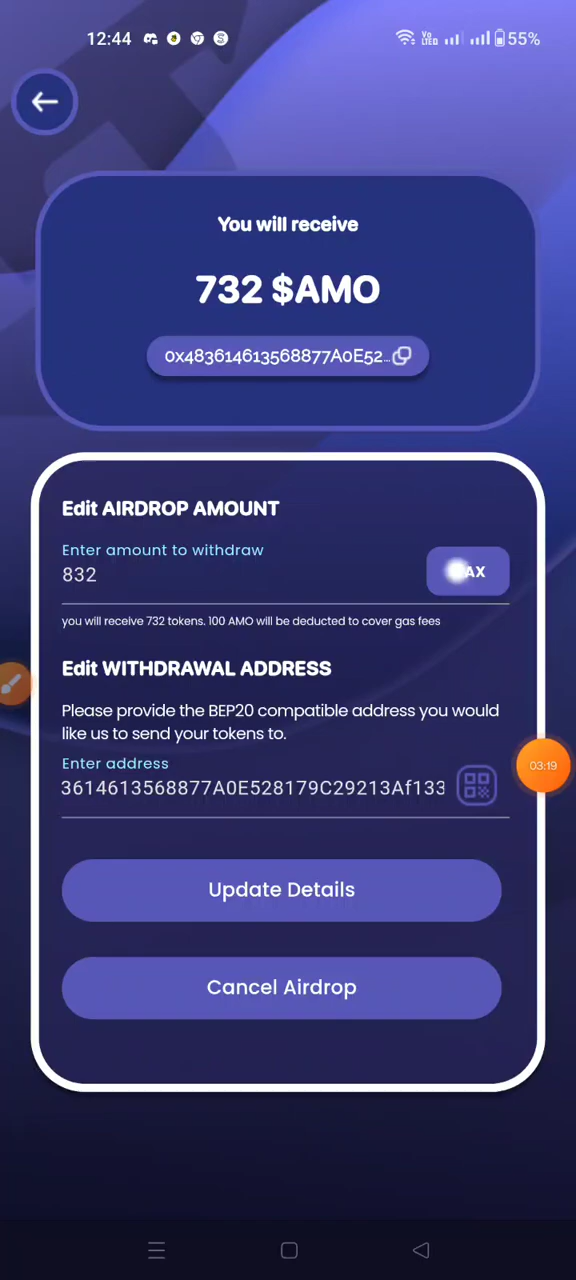 12:44
Vo LTE 55%
You will receive
732 $AMO
0x483614613568877A0E52...
Edit AIRDROP AMOUNT
Enter amount to withdraw
832
you will receive 732 tokens. 100 AMO will be deducted to cover gas fees
Edit WITHDRAWAL ADDRESS
Please provide the BEP20 compatible address you would
like us to send your tokens to.
Enter address
3614613568877A0E528179C29213Af133
03:19
Update Details
Cancel Airdrop